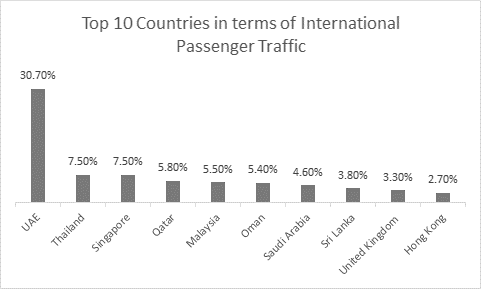 Top 10 Countries in terms of International
Passenger Traffic
30.70%
7.50%
7.50%
5.80%
5.50%
5.40%
4.60%
3.80%
3.30%
2.70%
UAE
Thailand
Singapore
Qatar
Malaysia
Oman
Saudi Arabia
Sri Lanka
United Kingdom
Hong Kong